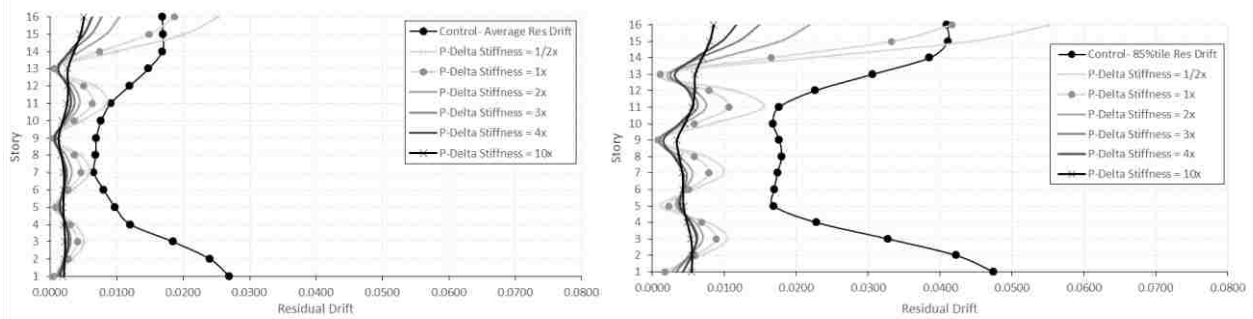 16
15
14
13
12
11
10
9
8
7
6
5
4
3
2
1
Story
0.0000
0.0100
0.0200
0.0300
0.0400
0.0500
0.0600
0.0700
0.0800
Residual Drift
Control- Average Res Drift
P-Delta Stiffness = 1/2x
P-Delta Stiffness = 1x
P-Delta Stiffness = 2x
P-Delta Stiffness = 3x
P-Delta Stiffness = 4x
P-Delta Stiffness = 10x
16
15
14
13
12
11
10
9
8
7
6
5
4
3
2
1
Story
0.0000
0.0100
0.0200
0.0300
0.0400
0.0500
0.0600
0.0700
0.0800
Residual Drift
Control- 85%tile Res Drift
P-Delta Stiffness = 1/2x
P-Delta Stiffness = 1x
P-Delta Stiffness = 2x
P-Delta Stiffness = 3x
P-Delta Stiffness = 4x
P-Delta Stiffness = 10x